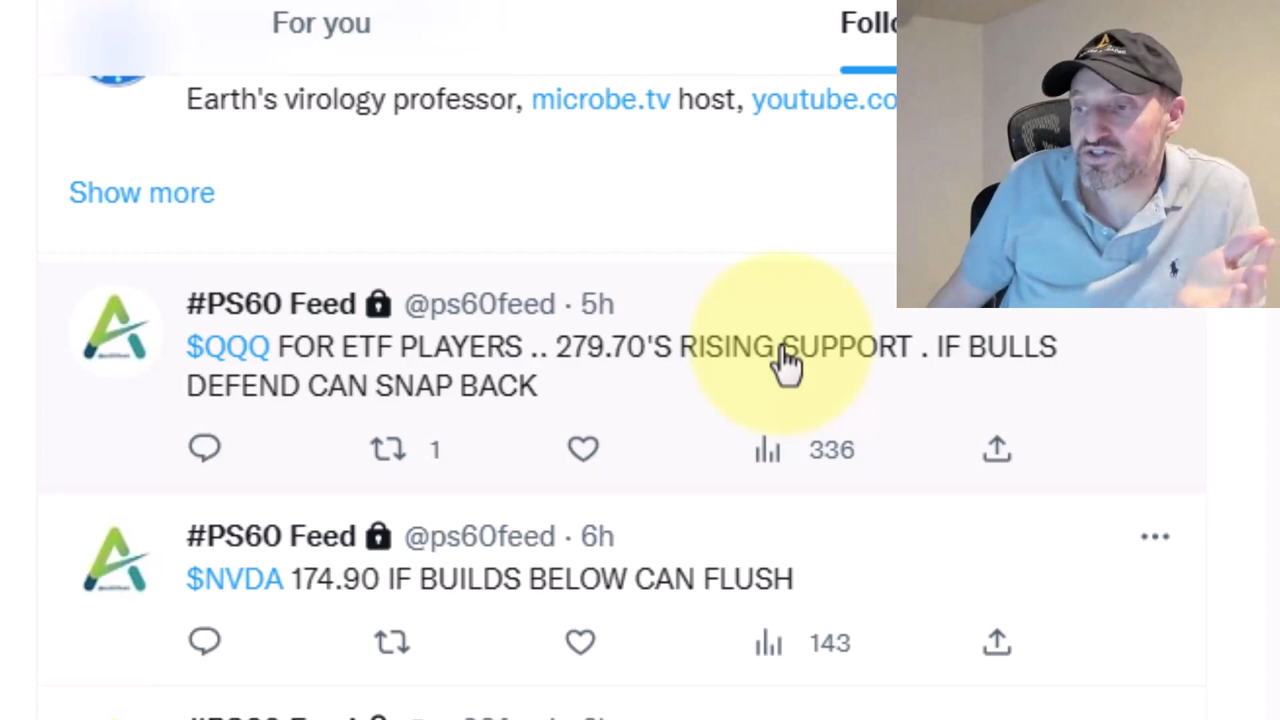 For you
Follo
Earth's virology professor, microbe.tv host, youtube.co
Show more
#PS60 Feed @ps60feed · 5h
$QQQ FOR ETF PLAYERS .. 279.70'S RISING SUPPORT . IF BULLS
DEFEND CAN SNAP BACK
1
336
#PS60 Feed @ps60feed · 6h
$NVDA 174.90 IF BUILDS BELOW CAN FLUSH
143